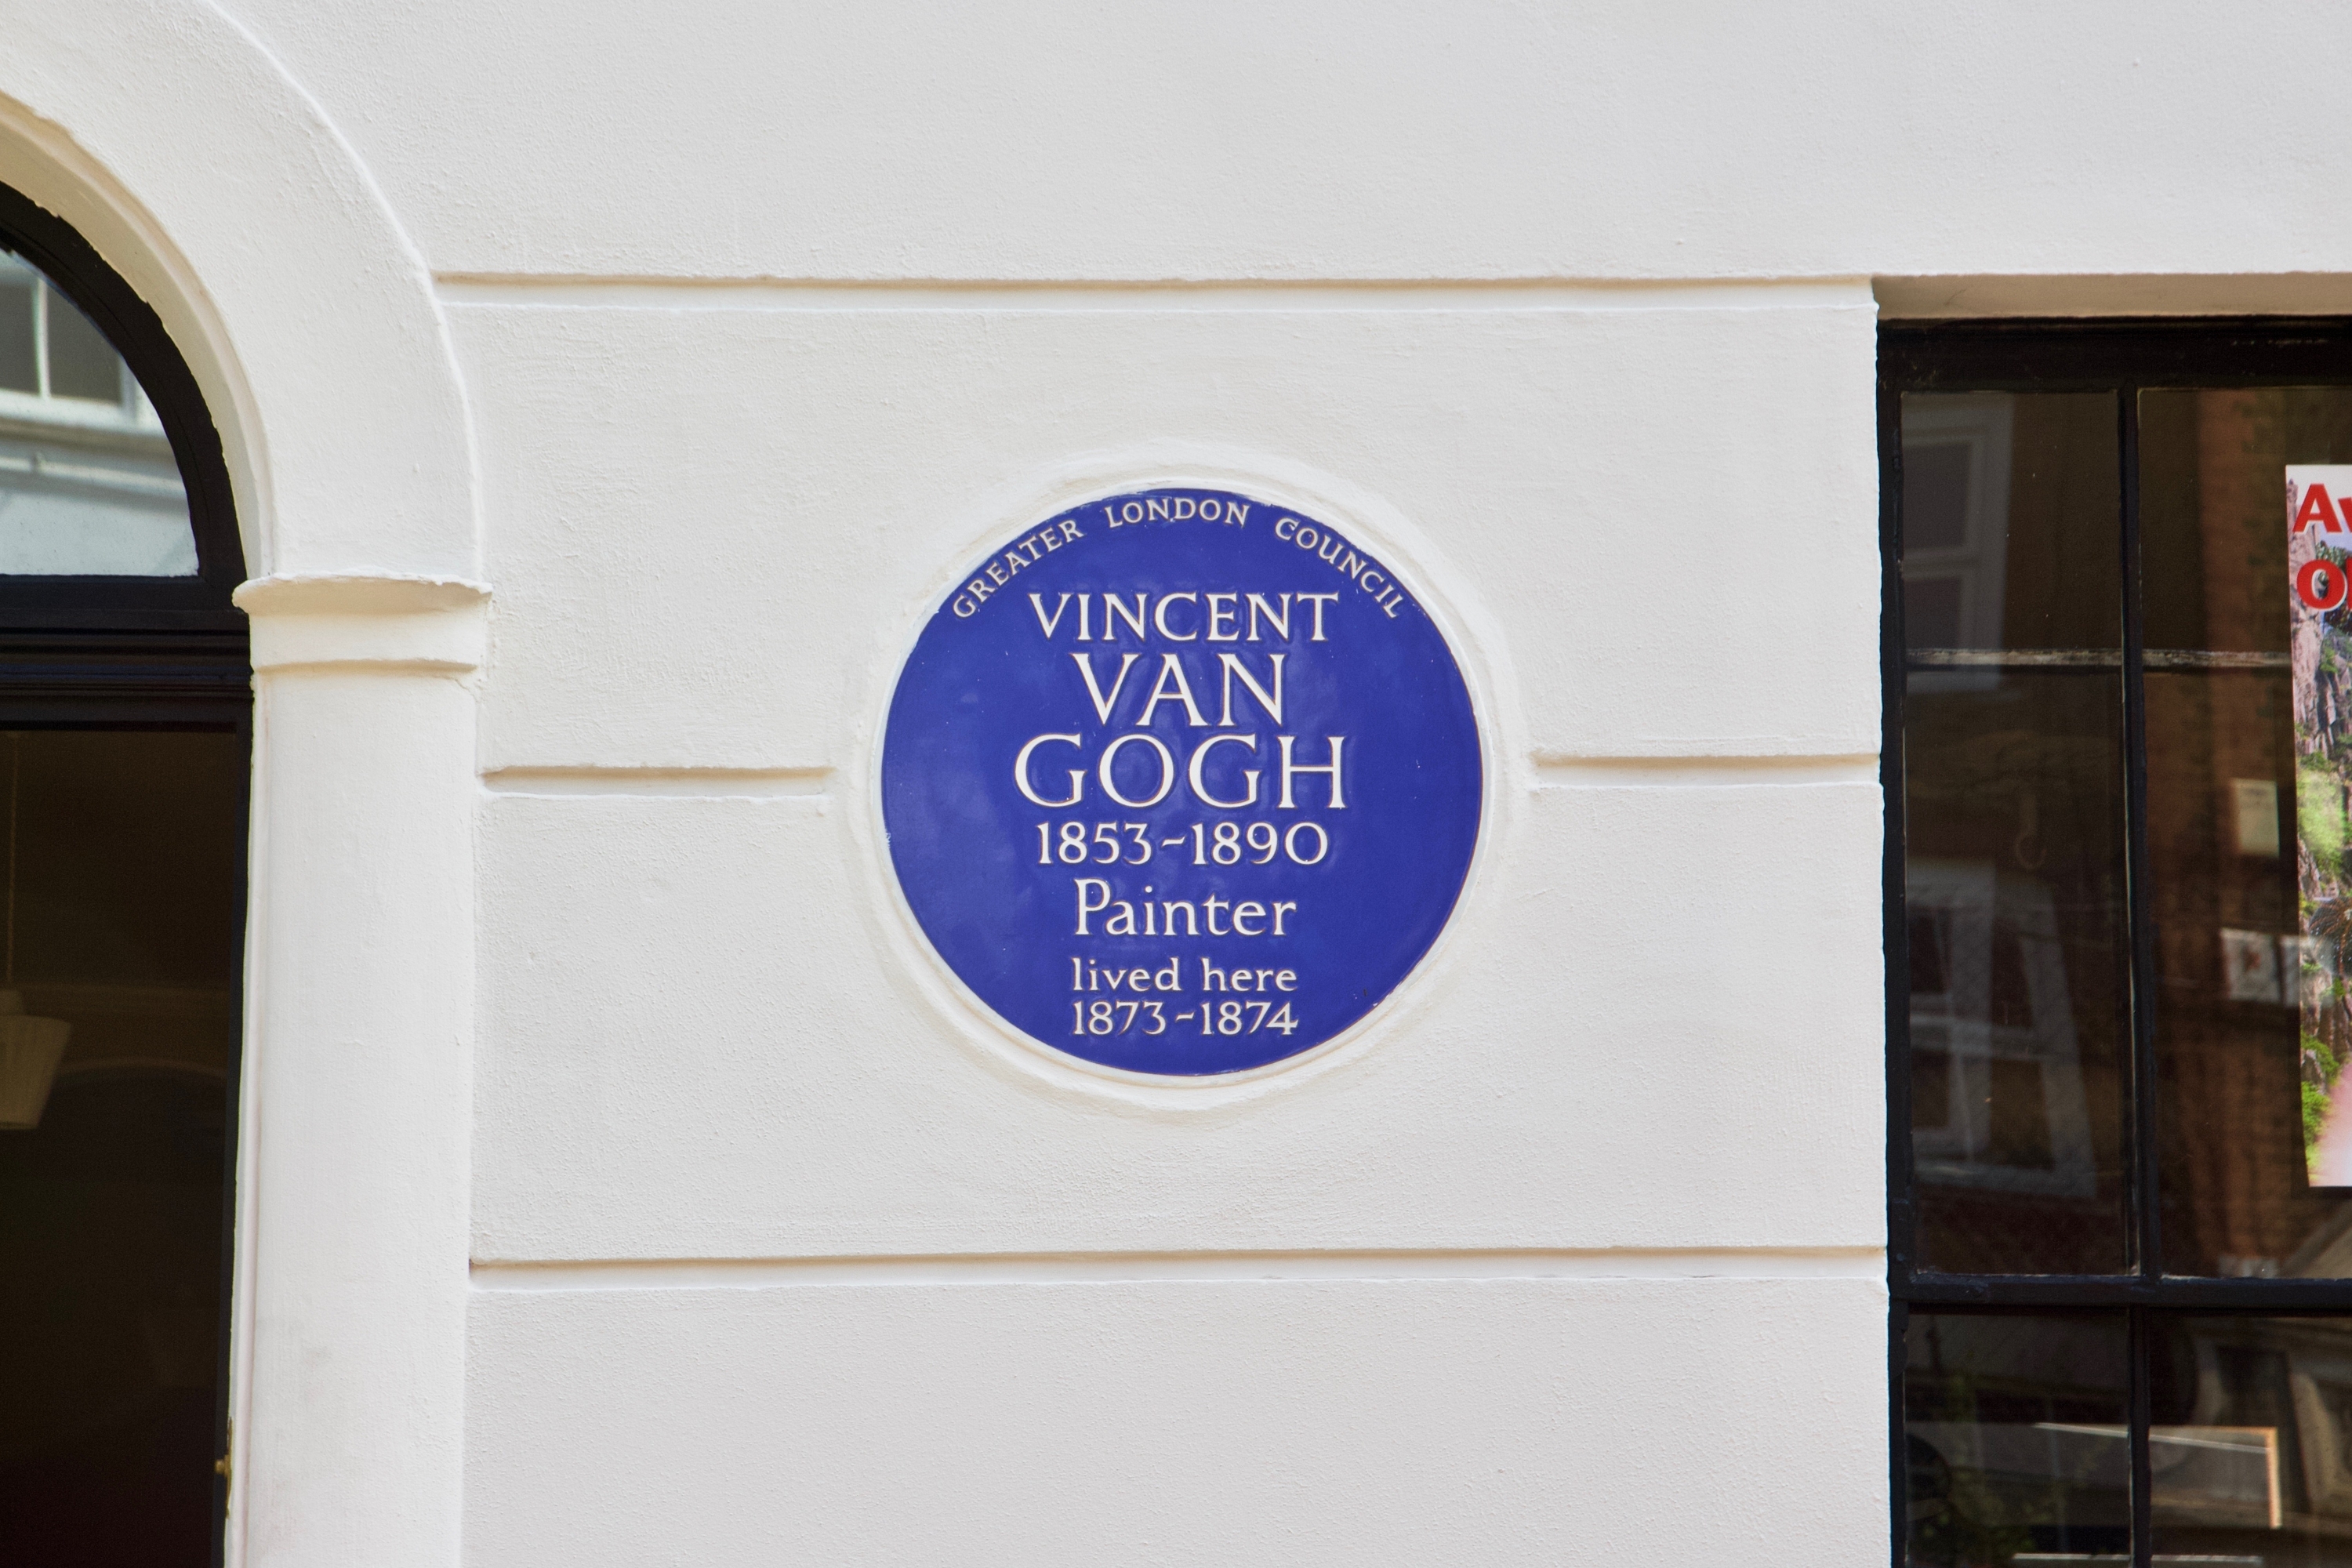 GREATER LONDON COUNCIL
VINCENT
VAN
GOGH
1853-1890
Painter
lived here
1873-1874